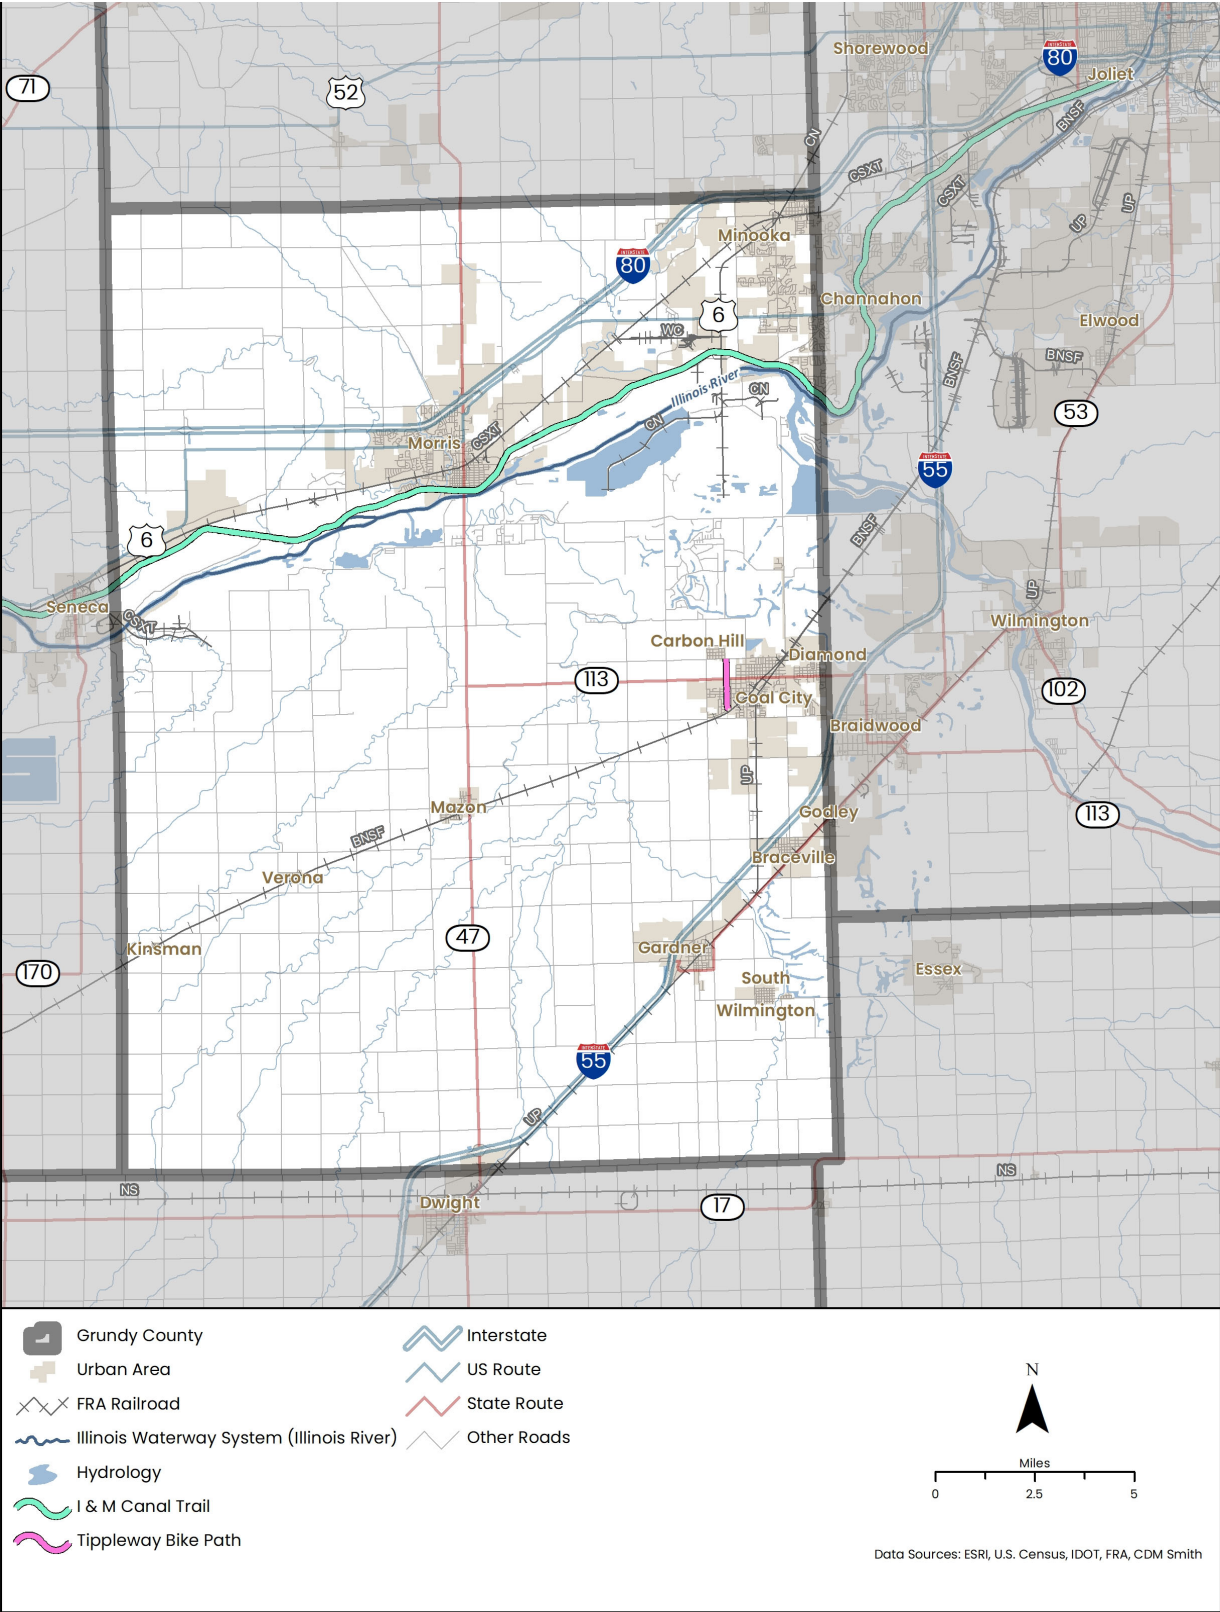 Shorewood
INTERSTATE
80
Joliet
71
52
BNSF
CN
CSXT
CSXT
UP
UP
Minooka
INTERSTATE
80
Channahon
6
Elwood
WC
BNSF
BNSF
Illinois River
CN
53
CN
Morris
CSXT
INTERSTATE
55
6
BNSF
UP
Seneca
CSXT
Wilmington
Carbon Hill
Diamond
113
102
Coal City
Braidwood
UP
Mazon
Godley
113
BNSF
Braceville
Verona
47
Kinsman
Gardner
170
Essex
South
Wilmington
INTERSTATE
55
UP
NS
NS
Dwight
17
Grundy County
Interstate
Urban Area
US Route
FRA Railroad
State Route
Illinois Waterway System (Illinois River)
Other Roads
Hydrology
I & M Canal Trail
Tippleway Bike Path
N
Miles
0 2.5 5
Data Sources: ESRI, U.S. Census, IDOT, FRA, CDM Smith